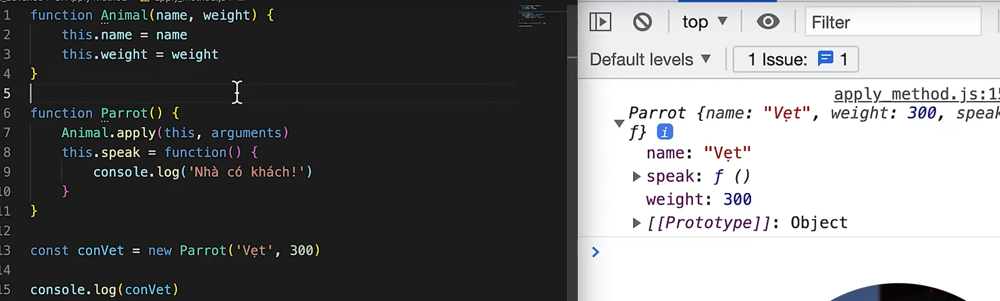 1 function Animal(name, weight) {
2 this.name = name
3 this.weight = weight
4 }
5
6 function Parrot() {
7 Animal.apply(this, arguments)
8 this.speak = function() {
9 console.log('Nhà có khách!')
10 }
11 }
12
13 const conVet = new Parrot('Vẹt', 300)
14
15 console.log(conVet)
top ▼
Filter
Default levels ▼
1 Issue: 1
apply_method.js:15
▼ Parrot {name: "Vẹt", weight: 300, speak
ƒ} i
name: "Vẹt"
▶ speak: ƒ ()
weight: 300
▶ [[Prototype]]: Object
>